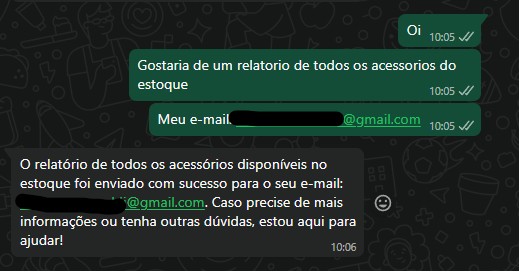 Oi
10:05
Gostaria de um relatorio de todos os acessorios do
estoque
10:05
Meu e-mail @gmail.com
10:05
O relatório de todos os acessórios disponíveis no
estoque foi enviado com sucesso para o seu e-mail:
@gmail.com. Caso precise de mais
informações ou tenha outras dúvidas, estou aqui para
ajudar!
10:06